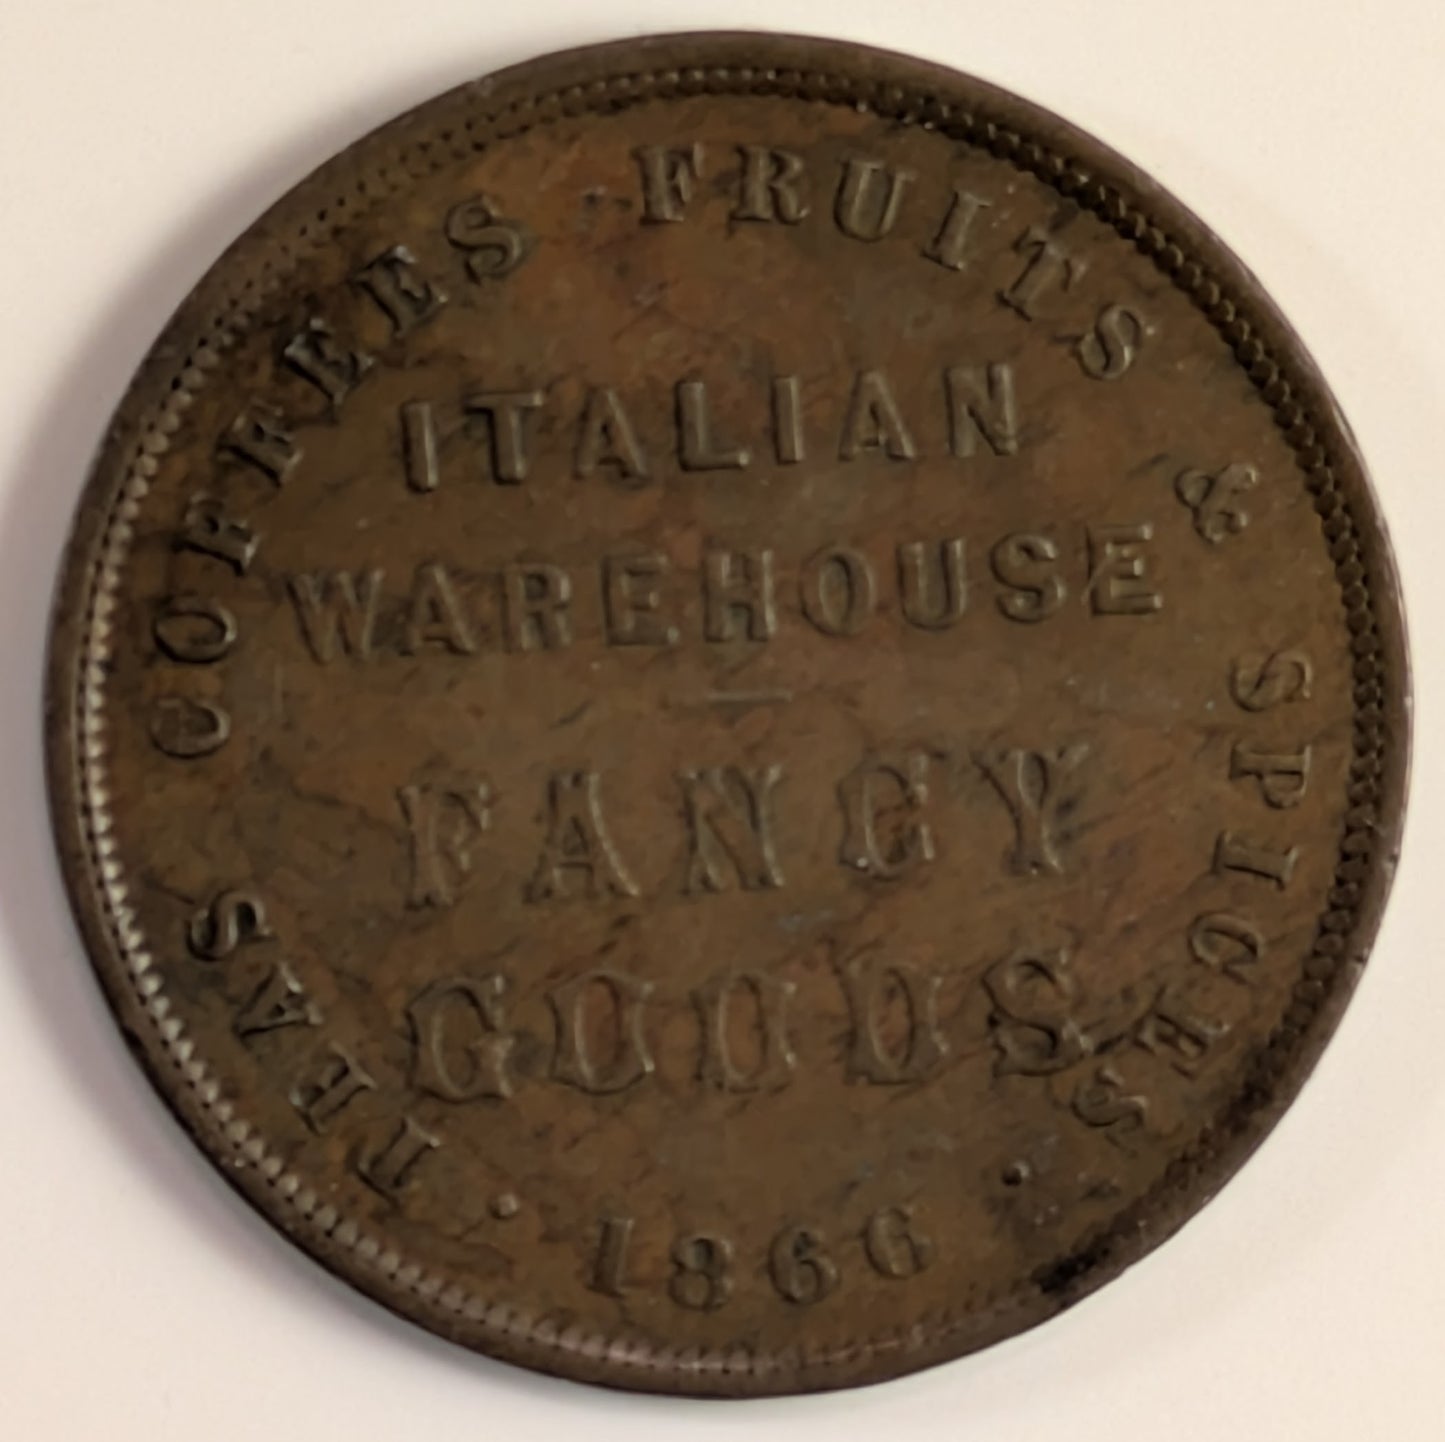 TEAS COFFEES FRUITS & SPICES
ITALIAN
WAREHOUSE
FANCY
GOODS
1866